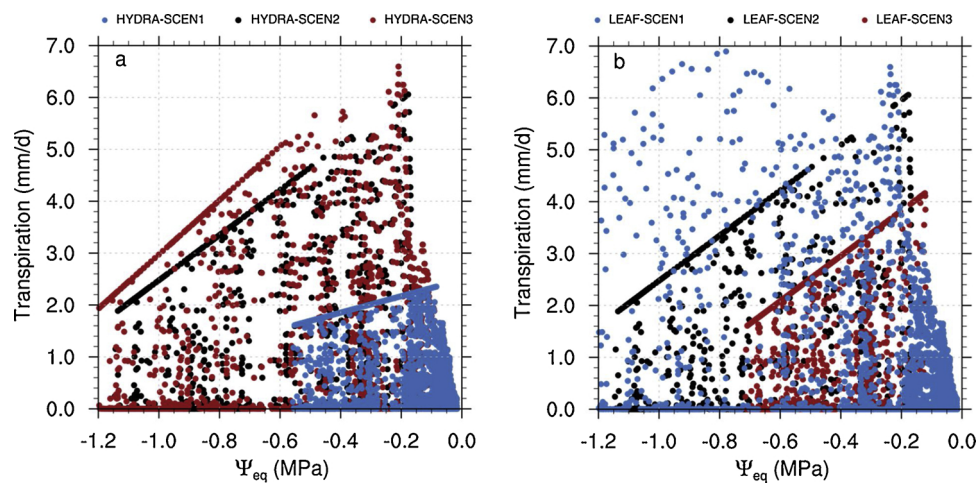 HYDRA-SCEN1 HYDRA-SCEN2 HYDRA-SCEN3
a
Transpiration (mm/d)
7.0
6.0
5.0
4.0
3.0
2.0
1.0
0.0
-1.2 -1.0 -0.8 -0.6 -0.4 -0.2 0.0
Ψeq (MPa)
LEAF-SCEN1 LEAF-SCEN2 LEAF-SCEN3
b
Transpiration (mm/d)
7.0
6.0
5.0
4.0
3.0
2.0
1.0
0.0
-1.2 -1.0 -0.8 -0.6 -0.4 -0.2 0.0
Ψeq (MPa)